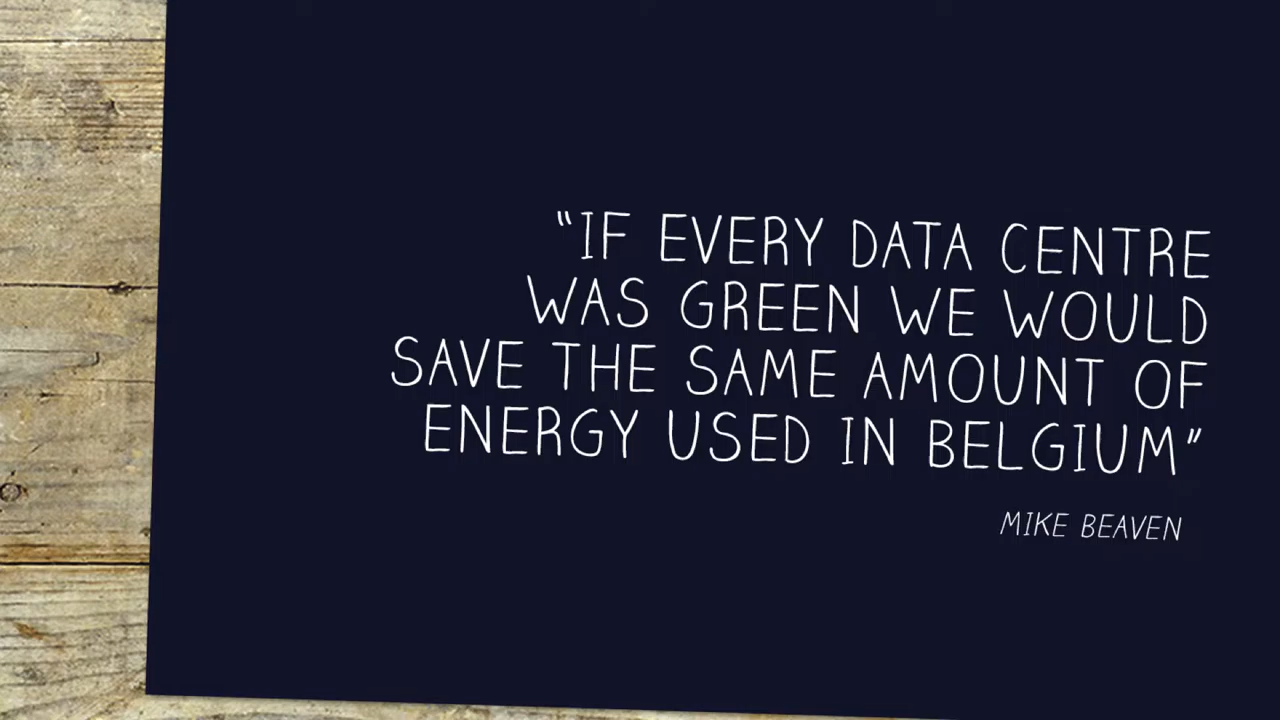 "IF EVERY DATA CENTRE
WAS GREEN WE WOULD
SAVE THE SAME AMOUNT OF
ENERGY USED IN BELGIUM"
MIKE BEAVEN